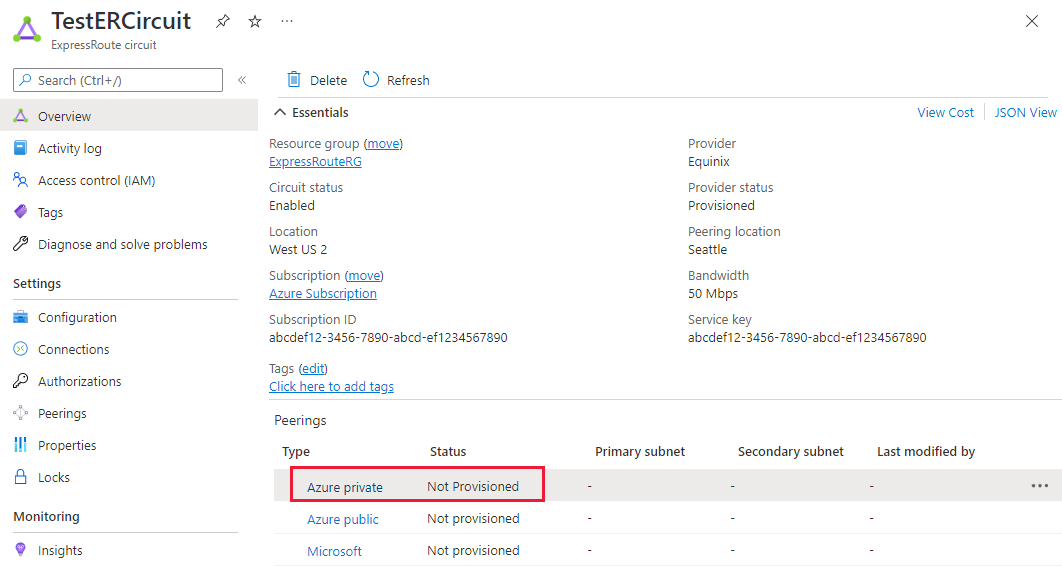 TestERCircuit
ExpressRoute circuit
Search (Ctrl+/)
«
Overview
Activity log
Access control (IAM)
Tags
Diagnose and solve problems
Settings
Configuration
Connections
Authorizations
Peerings
Properties
Locks
Monitoring
Insights
Delete Refresh
Essentials View Cost JSON View
Resource group (move) Provider
ExpressRouteRG Equinix
Circuit status Provider status
Enabled Provisioned
Location Peering location
West US 2 Seattle
Subscription (move) Bandwidth
Azure Subscription 50 Mbps
Subscription ID Service key
abcdef12-3456-7890-abcd-ef1234567890 abcdef12-3456-7890-abcd-ef1234567890
Tags (edit)
Click here to add tags
Peerings
Type Status Primary subnet Secondary subnet Last modified by
Azure private Not Provisioned - - -
Azure public Not provisioned - - -
Microsoft Not provisioned - - -